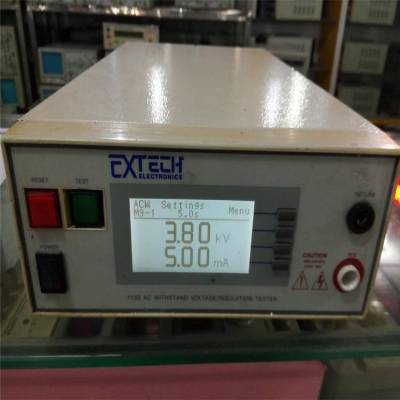 EXTECH
ELECTRONICS
RESET
TEST
RETURN
ACW Settings
M3-1 5.0s Menu
3.80 kV
5.00 mA
POWER
CAUTION
H.V.
AC WITHSTAND VOLTAGE/INSULATION TESTER